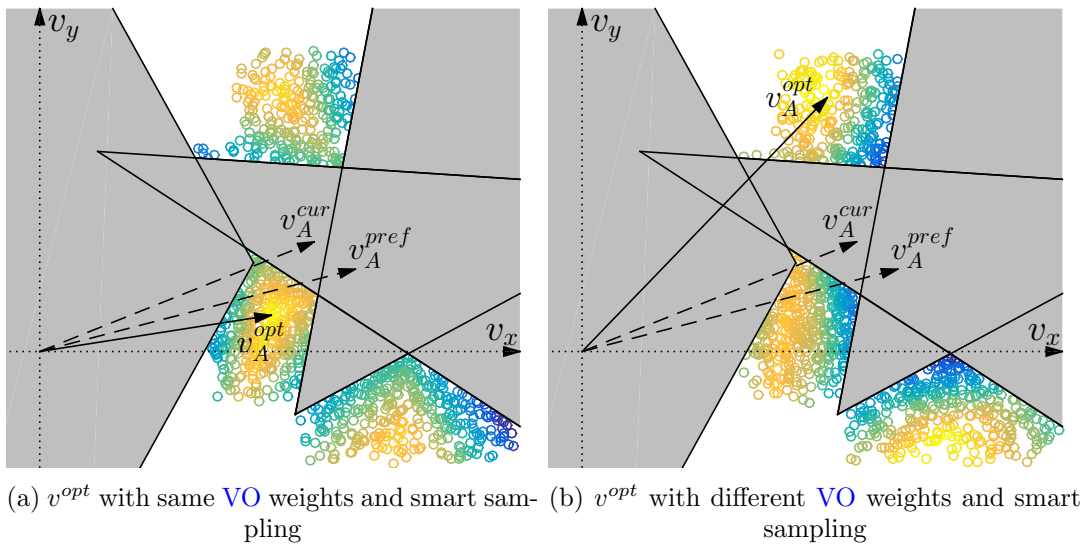 v_y
v_A^{cur}
v_A^{pref}
v_A^{opt}
v_x
v_y
v_A^{opt}
v_A^{cur}
v_A^{pref}
v_x
(a) v^{opt} with same VO weights and smart sam-
pling
(b) v^{opt} with different VO weights and smart
sampling